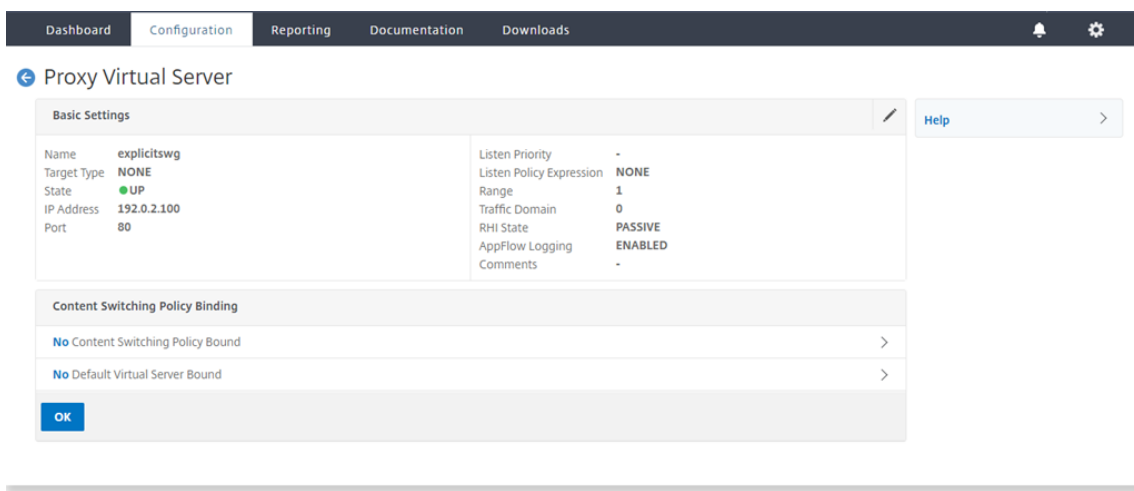 Dashboard Configuration Reporting Documentation Downloads
Proxy Virtual Server
Basic Settings
Help
Name explicitswg
Target Type NONE
State UP
IP Address 192.0.2.100
Port 80
Listen Priority -
Listen Policy Expression NONE
Range 1
Traffic Domain 0
RHI State PASSIVE
AppFlow Logging ENABLED
Comments -
Content Switching Policy Binding
No Content Switching Policy Bound
No Default Virtual Server Bound
OK